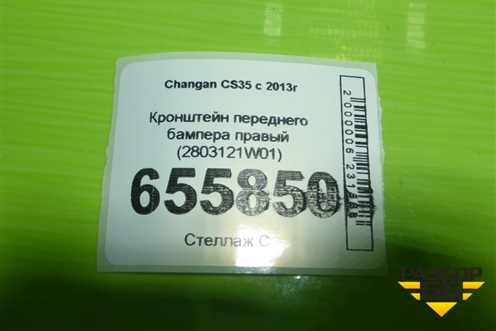 Changan CS35 с 2013г
Кронштейн переднего
бампера правый
(2803121W01)
655850
Стеллаж С